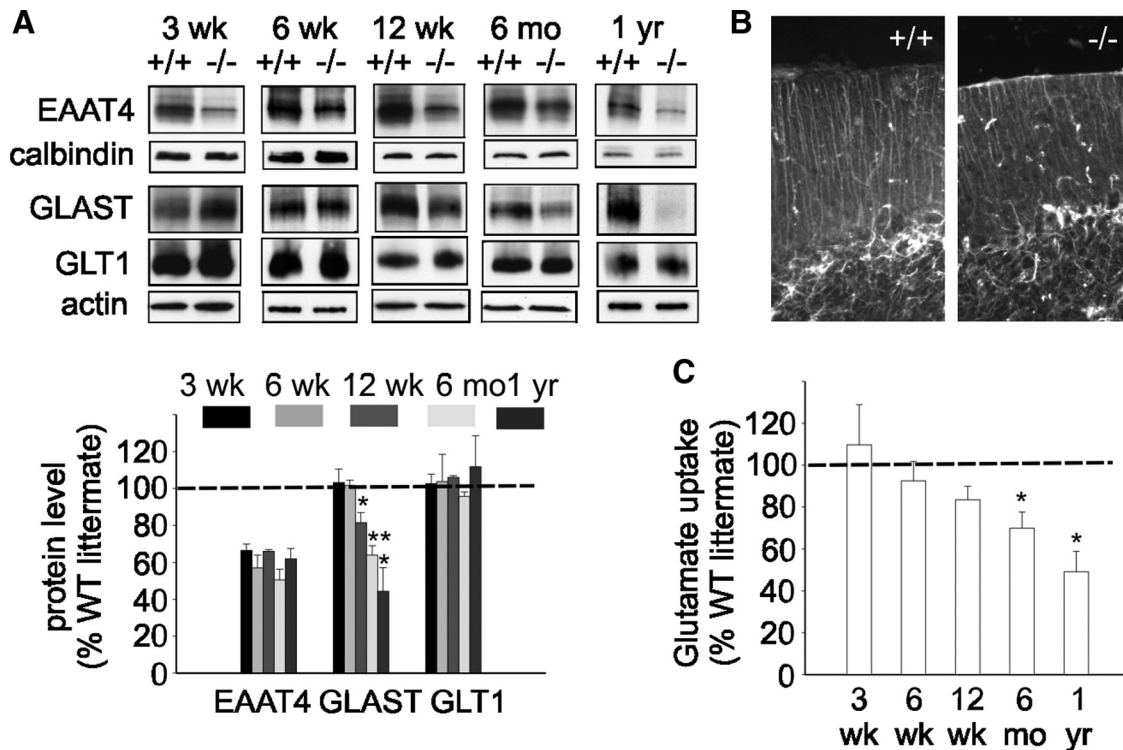 A
3 wk 6 wk 12 wk 6 mo 1 yr
+/+ -/- +/+ -/- +/+ -/- +/+ -/- +/+ -/-
EAAT4
calbindin
GLAST
GLT1
actin
B
+/+
-/-
3 wk 6 wk 12 wk 6 mo 1 yr
protein level
(% WT littermate)
120
100
80
60
40
20
0
*
**
*
EAAT4 GLAST GLT1
C
Glutamate uptake
(% WT littermate)
120
100
80
60
40
20
0
*
*
3 6 12 6 1
wk wk wk mo yr